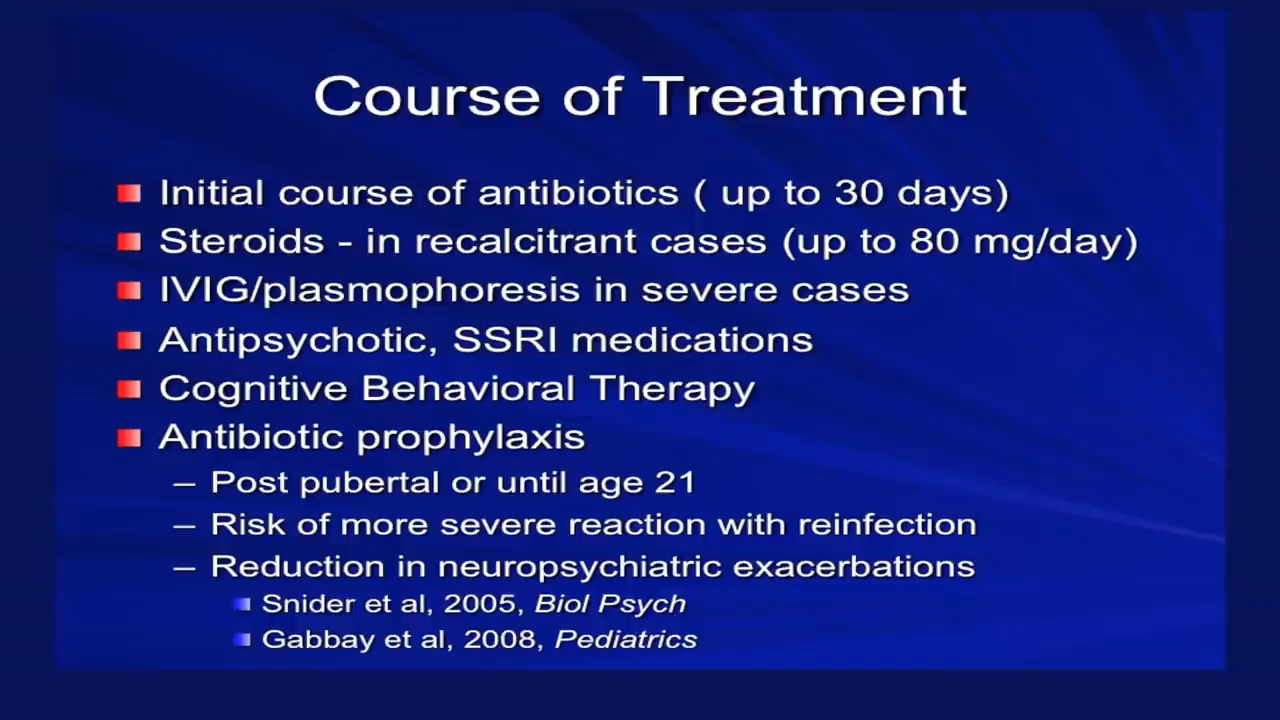 Course of Treatment
Initial course of antibiotics ( up to 30 days)
Steroids - in recalcitrant cases (up to 80 mg/day)
IVIG/plasmophoresis in severe cases
Antipsychotic, SSRI medications
Cognitive Behavioral Therapy
Antibiotic prophylaxis
– Post pubertal or until age 21
– Risk of more severe reaction with reinfection
– Reduction in neuropsychiatric exacerbations
Snider et al, 2005, Biol Psych
Gabbay et al, 2008, Pediatrics